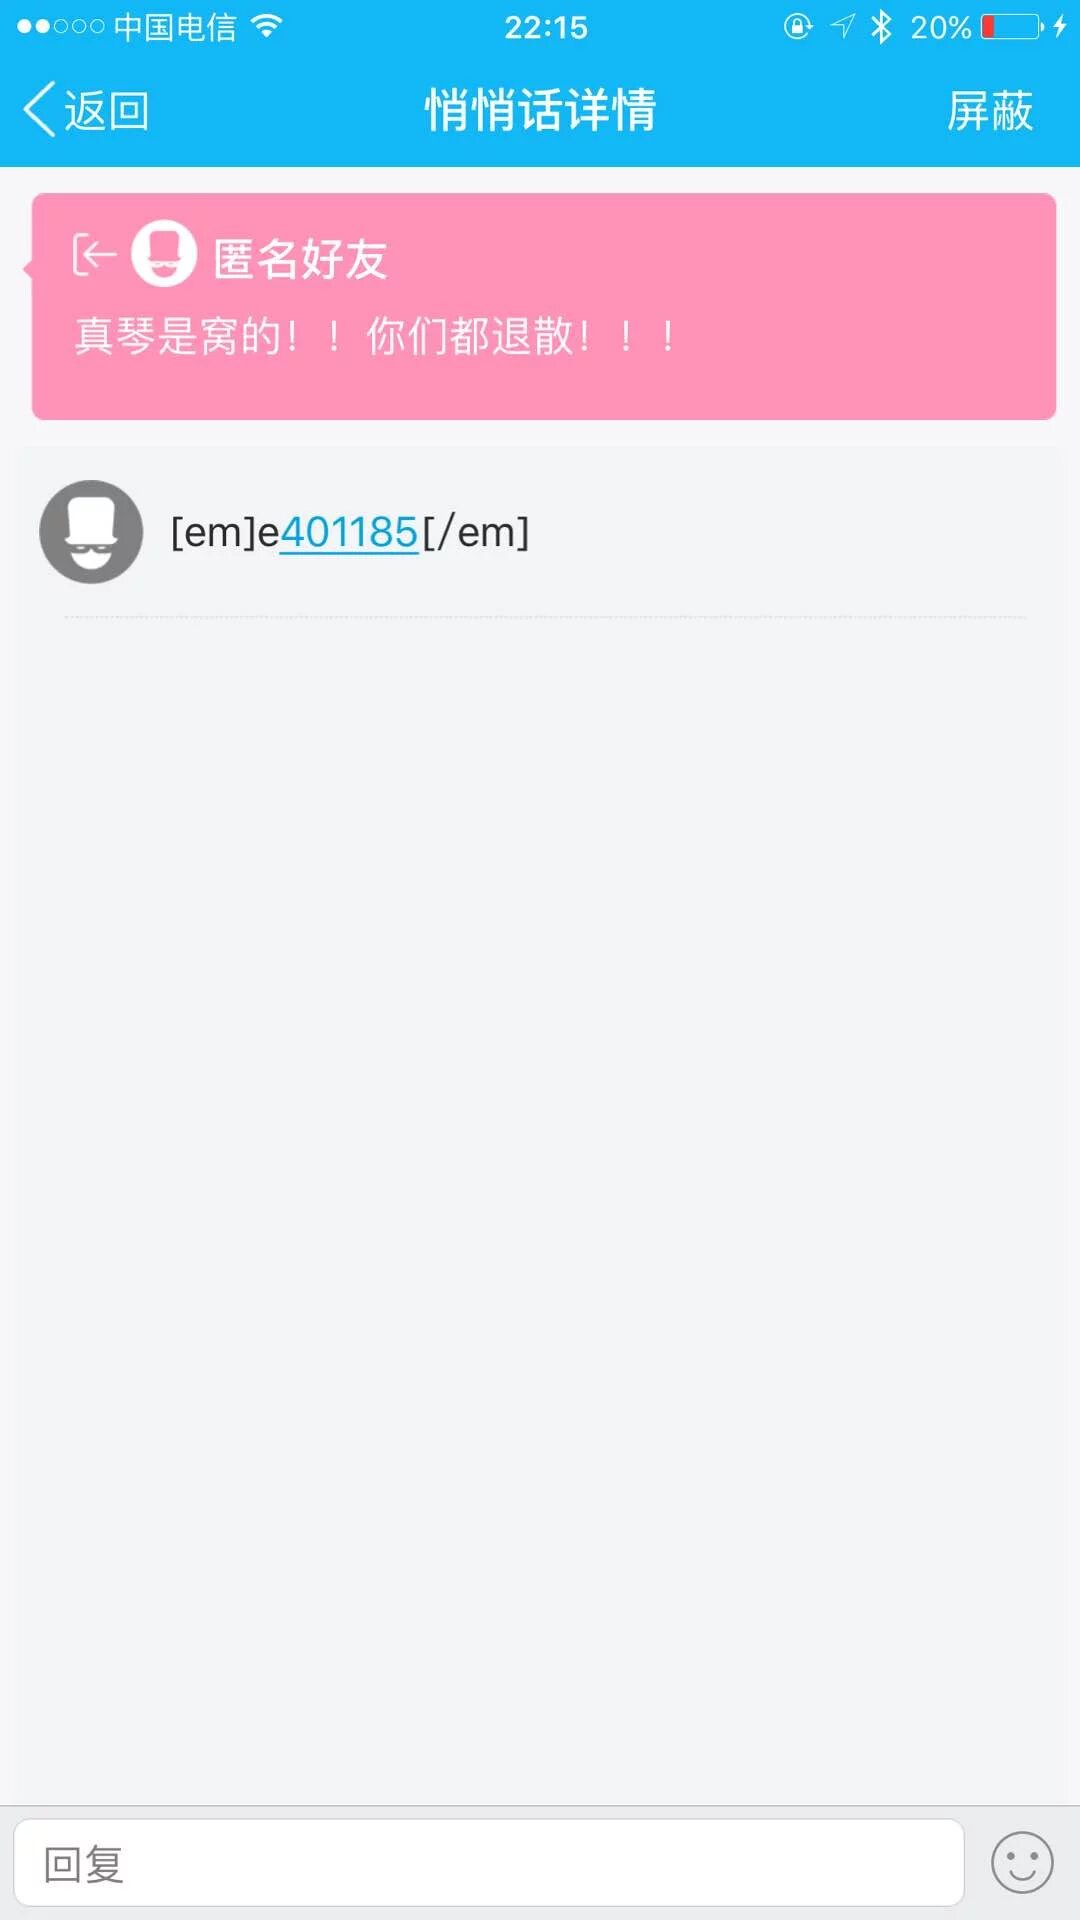 中国电信 22:15 20%
返回 悄悄话详情 屏蔽
匿名好友
真琴是窝的！！你们都退散！！！
[em]e401185[/em]
回复